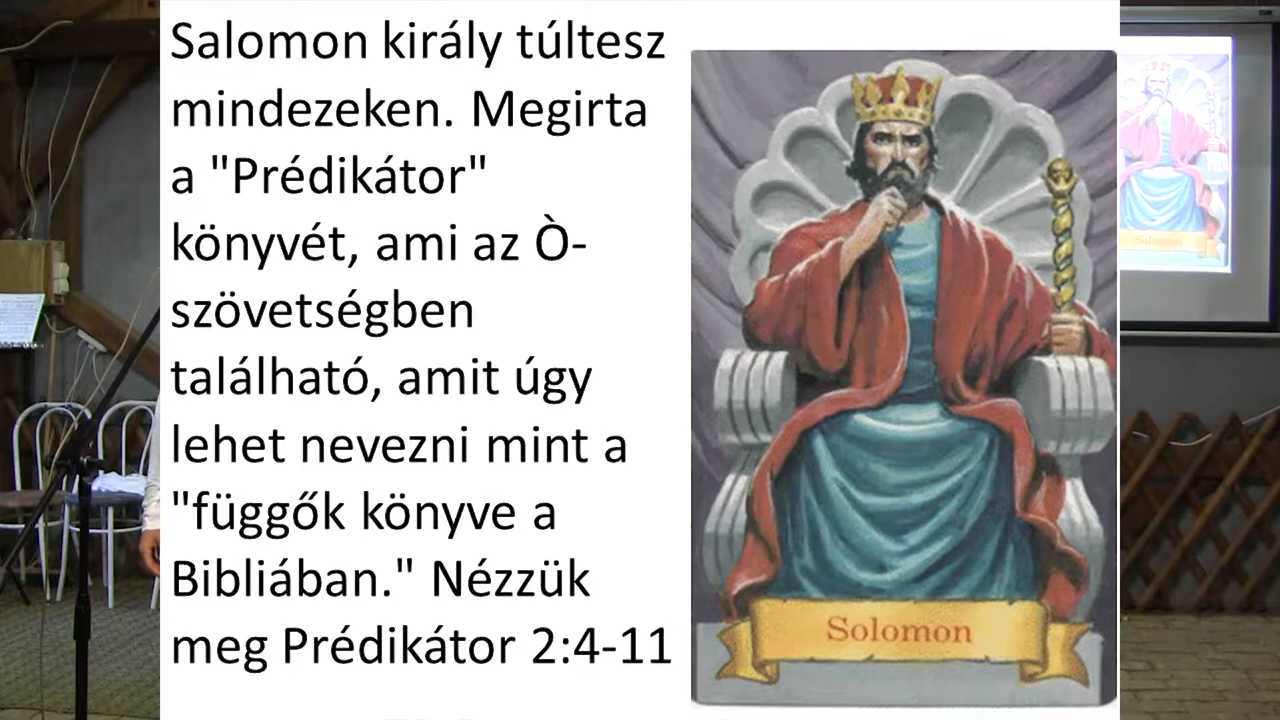 Salomon király túltesz
mindezeken. Megirta
a "Prédikátor"
könyvét, ami az Ò-
szövetségben
található, amit úgy
lehet nevezni mint a
"függők könyve a
Bibliában." Nézzük
meg Prédikátor 2:4-11
Solomon
Solomon